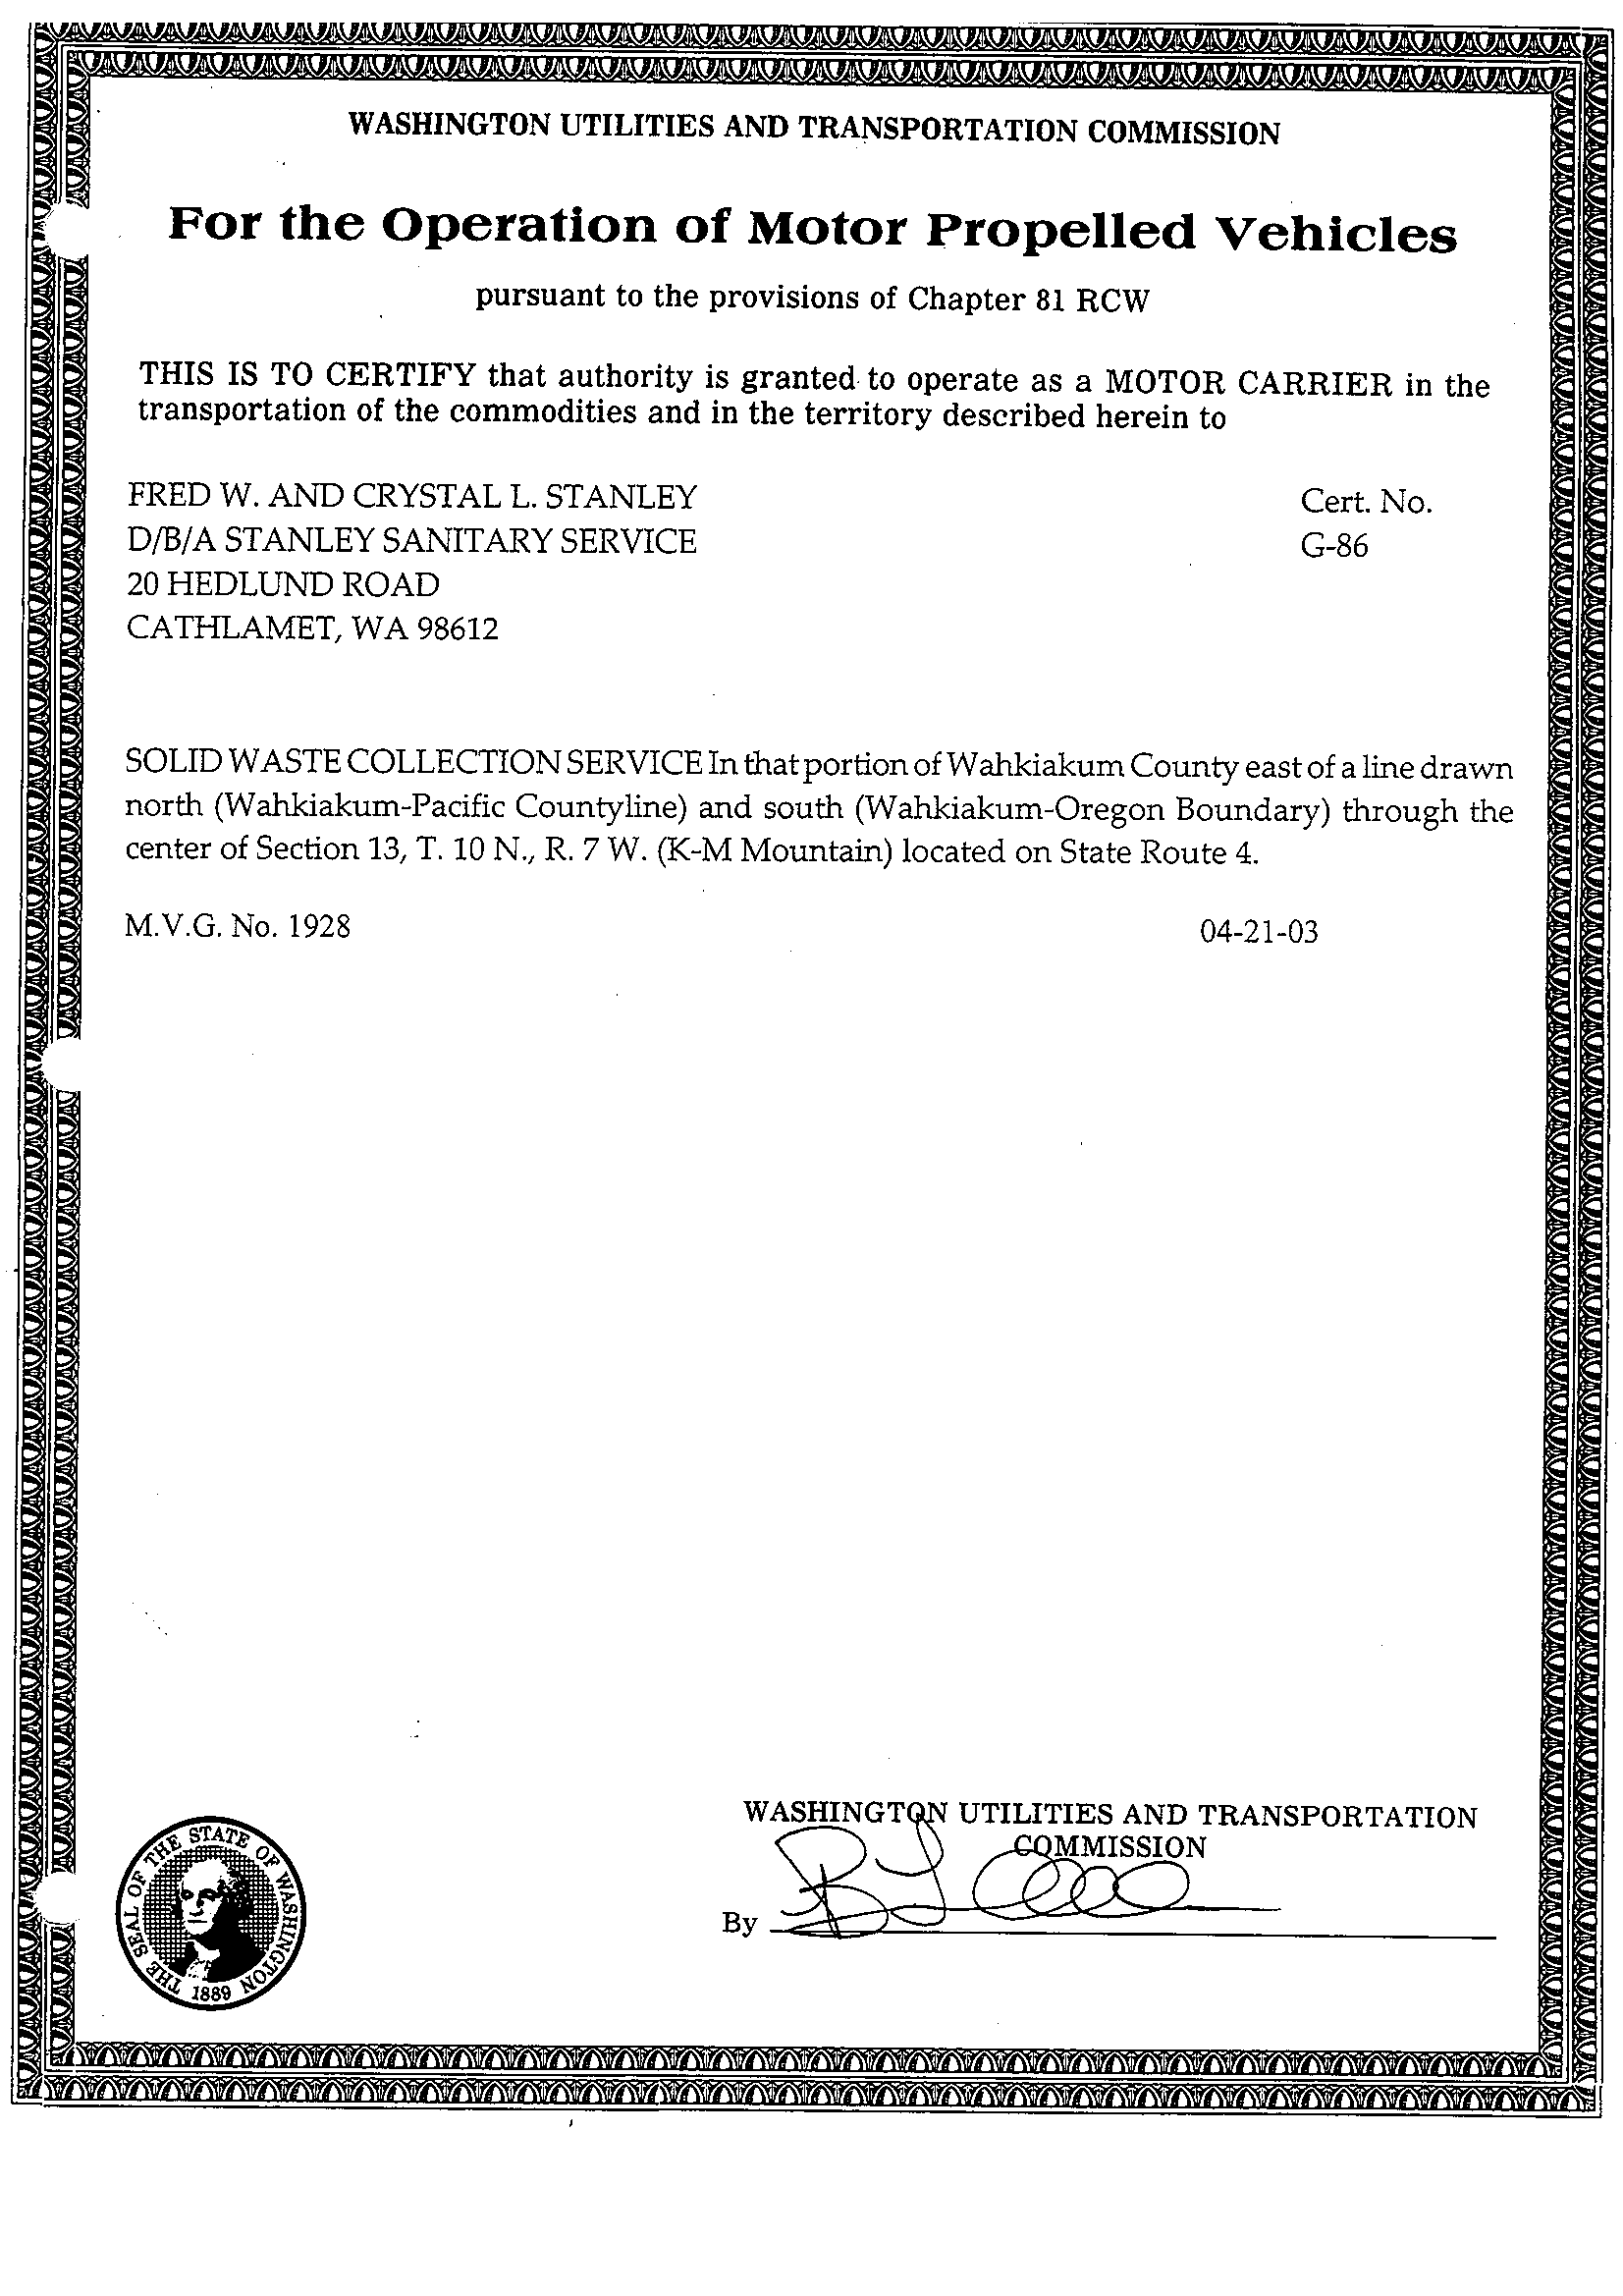 WASHINGTON UTILITIES AND TRANSPORTATION COMMISSION
For the Operation of Motor Propelled Vehicles
pursuant to the provisions of Chapter 81 RCW
THIS IS TO CERTIFY that authority is granted to operate as a MOTOR CARRIER in the
transportation of the commodities and in the territory described herein to
FRED W. AND CRYSTAL L. STANLEY
D/B/A STANLEY SANITARY SERVICE
20 HEDLUND ROAD
CATHLAMET, WA 98612
Cert. No.
G-86
SOLID WASTE COLLECTION SERVICE In that portion of Wahkiakum County east of a line drawn
north (Wahkiakum-Pacific Countyline) and south (Wahkiakum-Oregon Boundary) through the
center of Section 13, T. 10 N., R. 7 W. (K-M Mountain) located on State Route 4.
M.V.G. No. 1928
04-21-03
WASHINGTON UTILITIES AND TRANSPORTATION
COMMISSION
By
THE SEAL OF THE STATE OF WASHINGTON
1889